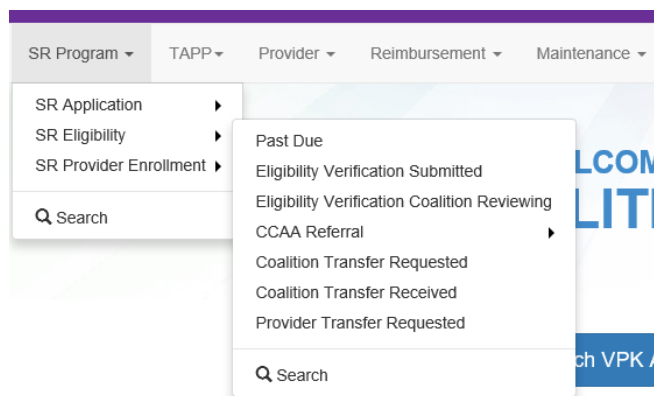 SR Program TAPP Provider Reimbursement Maintenance
SR Application
SR Eligibility
SR Provider Enrollment
Search
Past Due
Eligibility Verification Submitted
Eligibility Verification Coalition Reviewing
CCAA Referral
Coalition Transfer Requested
Coalition Transfer Received
Provider Transfer Requested
Search
VPK